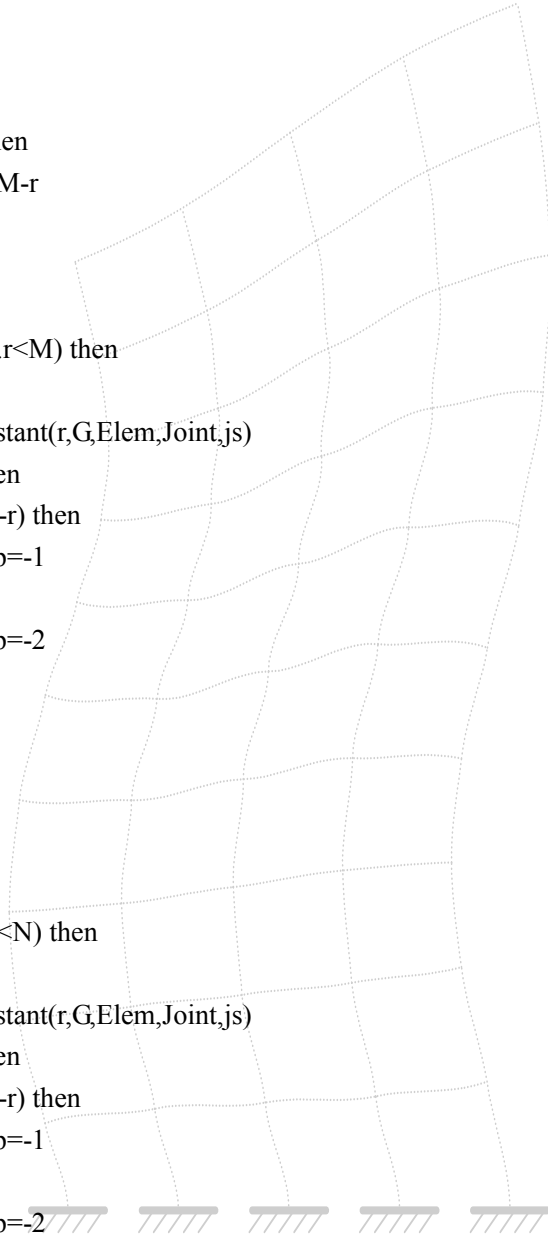 en
M-r
r<M) then
stant(r,G,Elem,Joint,js)
en
-r) then
=-1
=-2
<N) then
stant(r,G,Elem,Joint,js)
en
-r) then
=-1
=-2